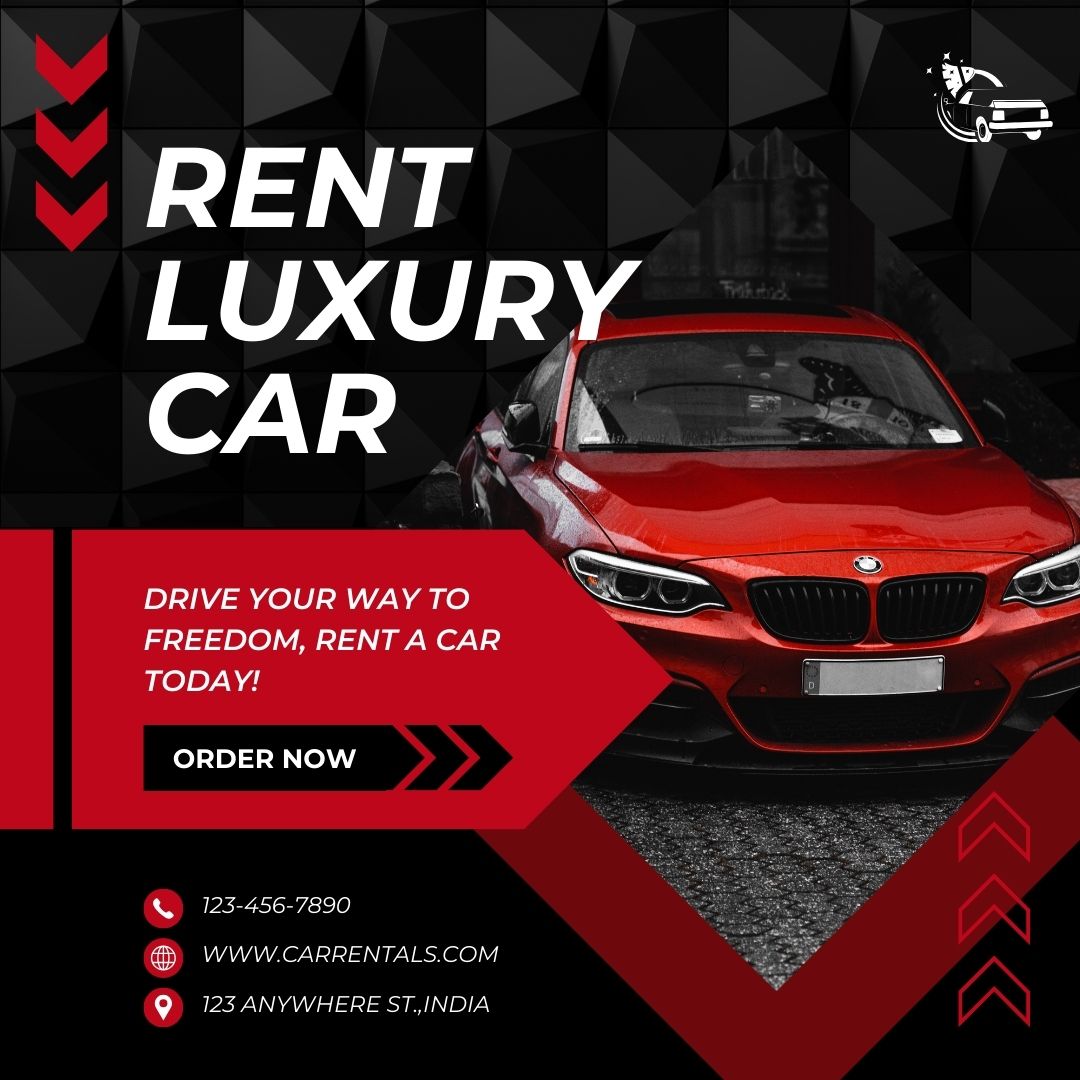 RENT
LUXURY
CAR
DRIVE YOUR WAY TO
FREEDOM, RENT A CAR
TODAY!
ORDER NOW
123-456-7890
WWW.CARRENTALS.COM
123 ANYWHERE ST.,INDIA